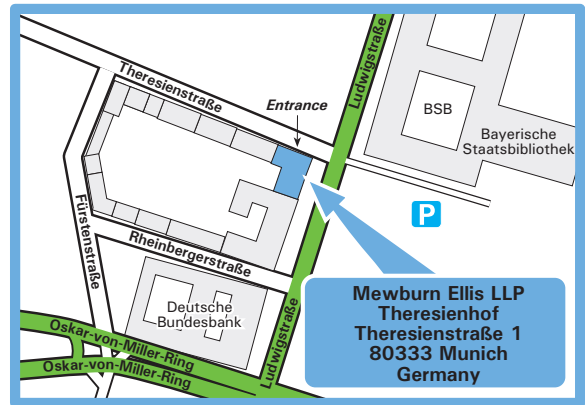 Theresienstraße
Entrance
Ludwigstraße
BSB
Bayerische
Staatsbibliothek
P
Fürstenstraße
Rheinbergerstraße
Deutsche
Bundesbank
Ludwigstraße
Oskar-von-Miller-Ring
Oskar-von-Miller-Ring
Mewburn Ellis LLP
Theresienhof
Theresienstraße 1
80333 Munich
Germany